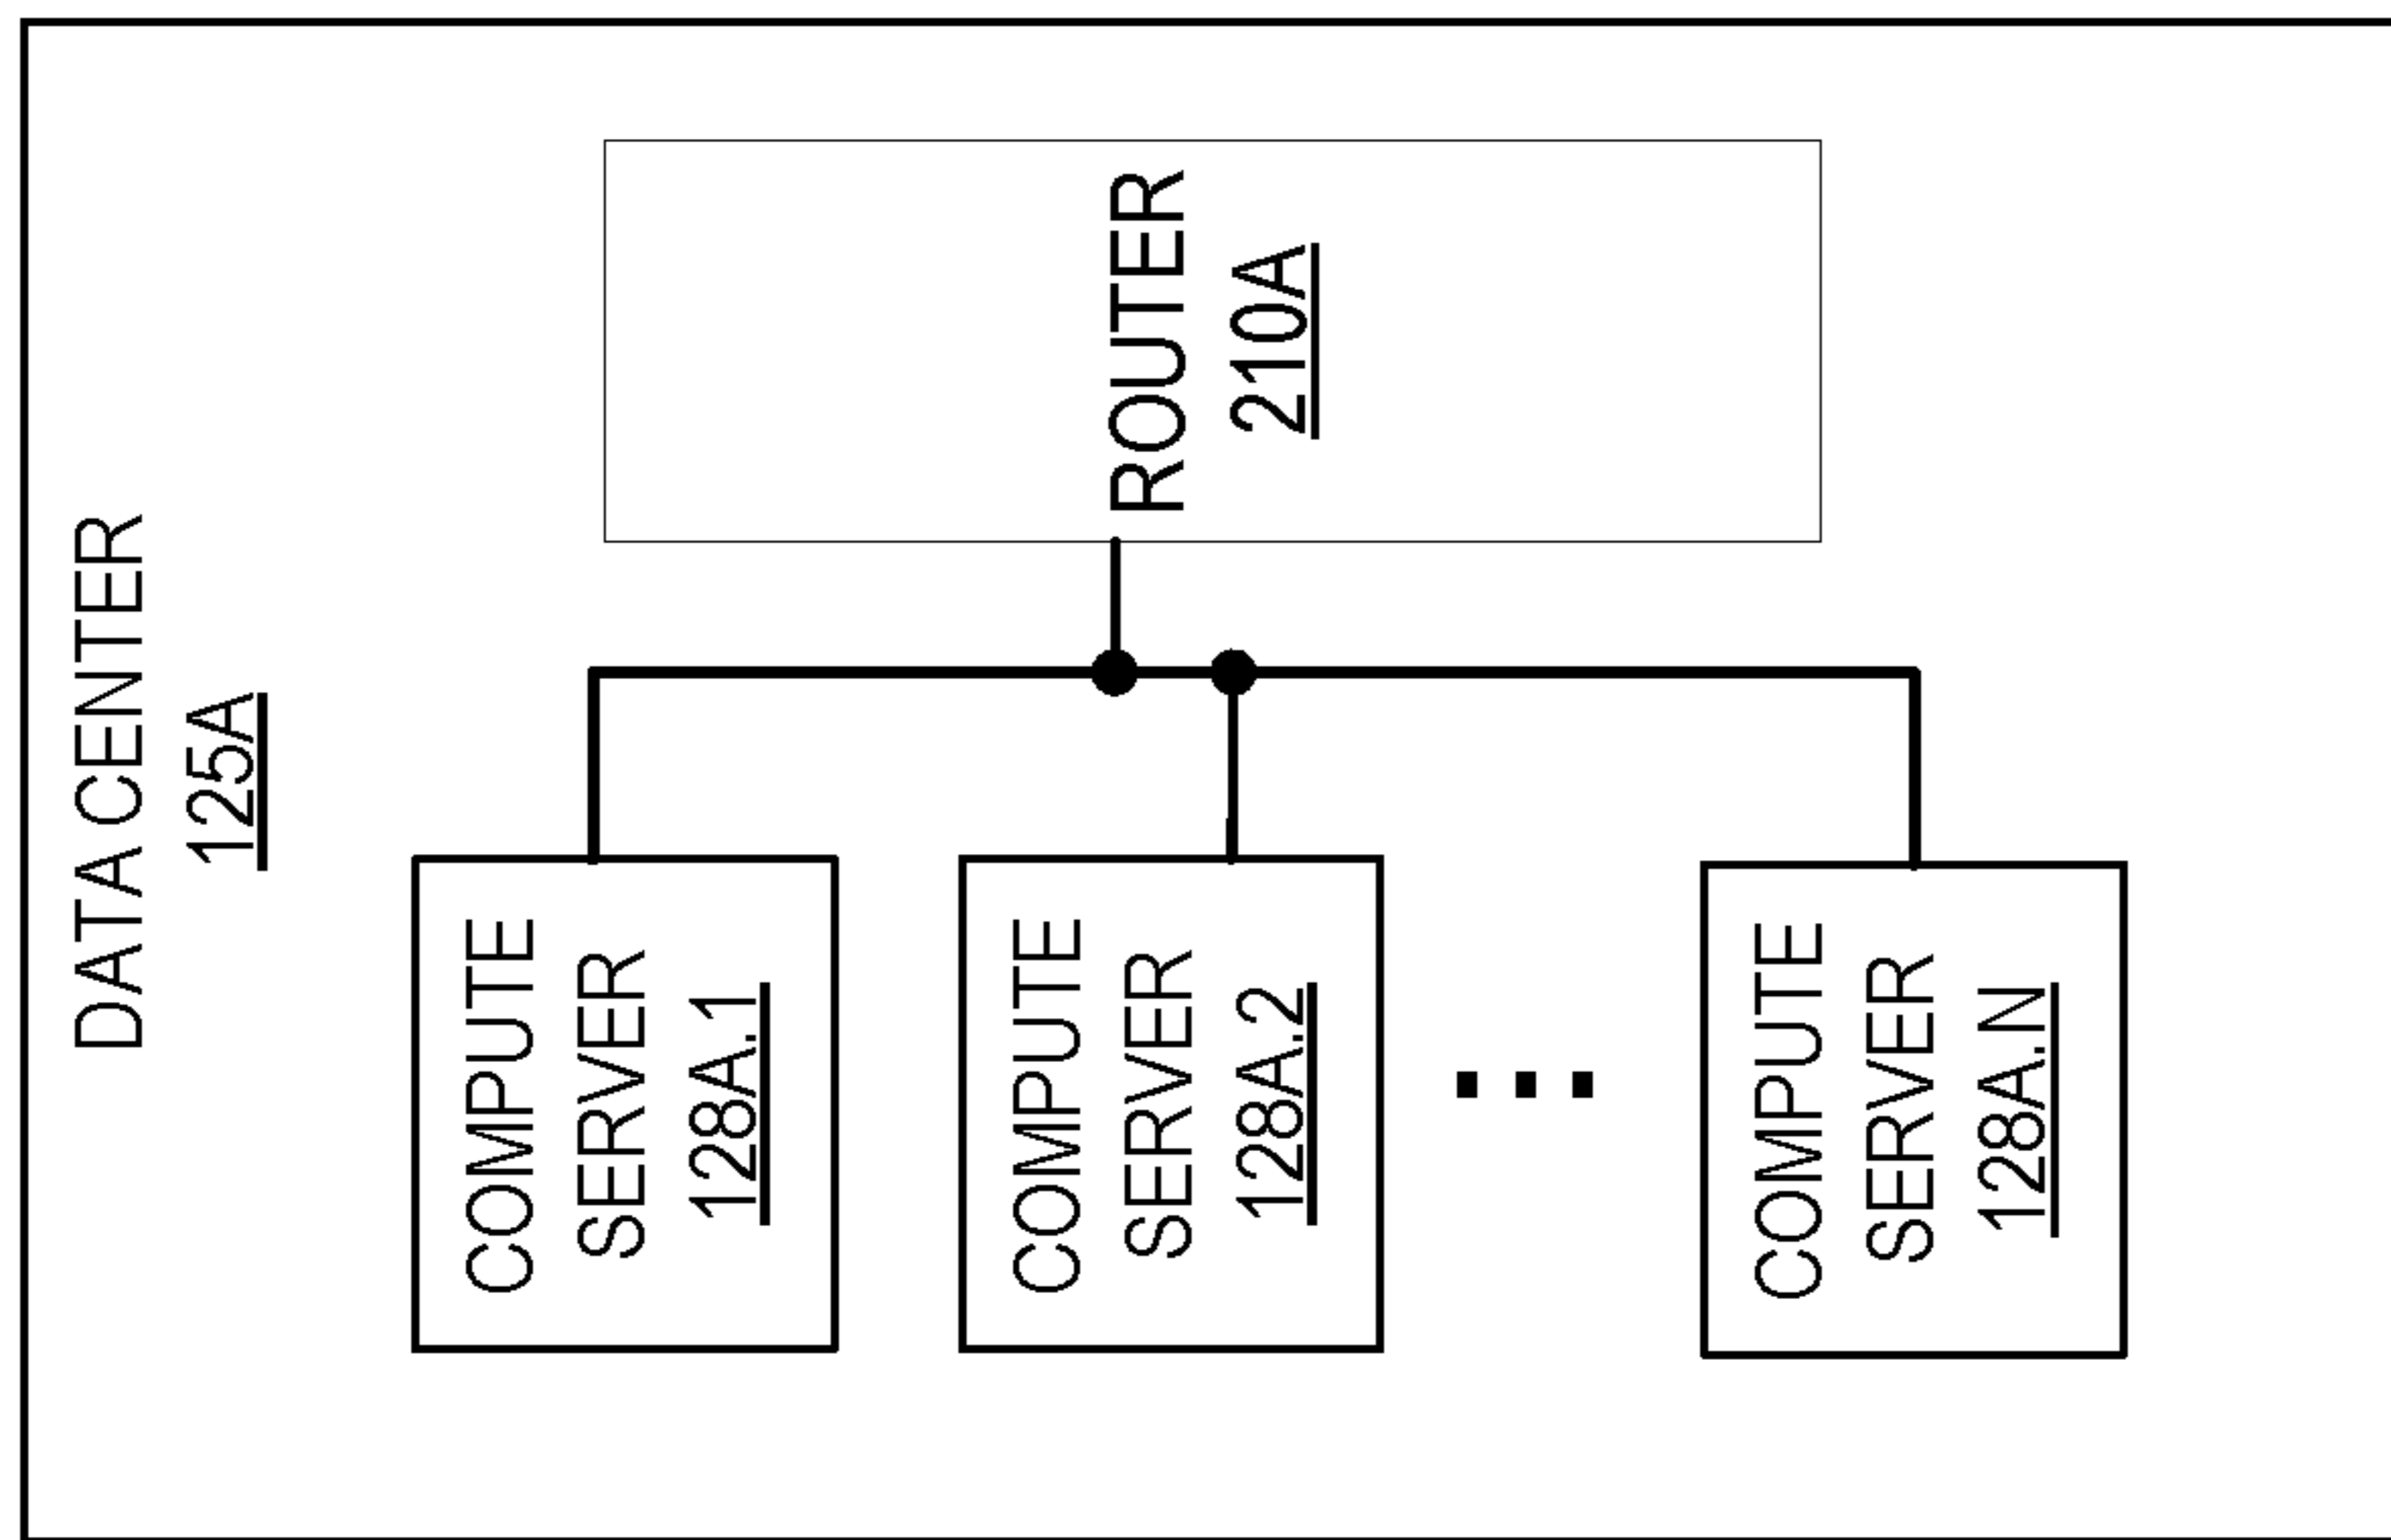 DATA CENTER
125A
ROUTER
210A
COMPUTE
SERVER
128A.1
COMPUTE
SERVER
128A.2
COMPUTE
SERVER
128A.N